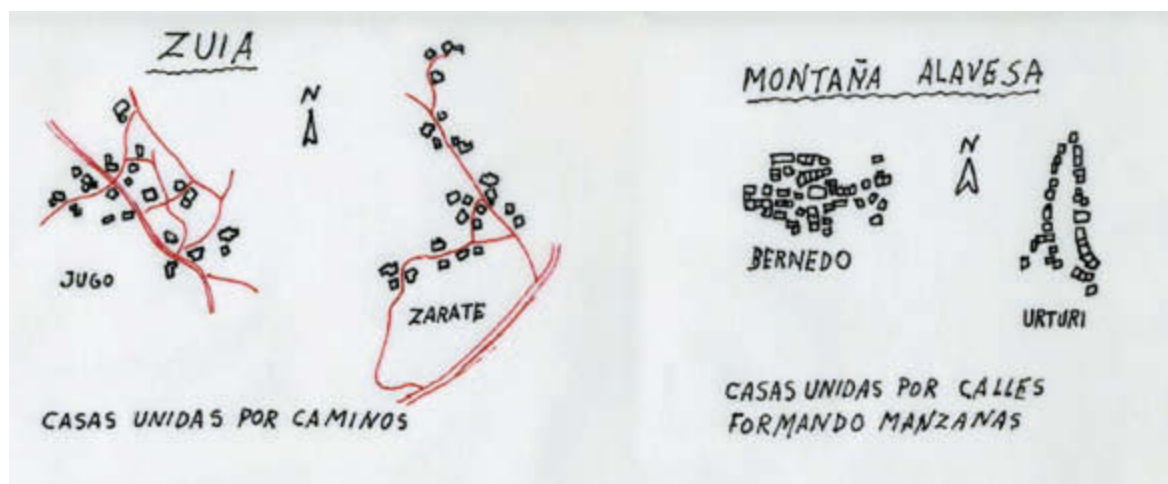 ZUIA
N
JUGO
ZARATE
CASAS UNIDAS POR CAMINOS
MONTAÑA ALAVESA
N
BERNEDO
URTURI
CASAS UNIDAS POR CALLES
FORMANDO MANZANAS